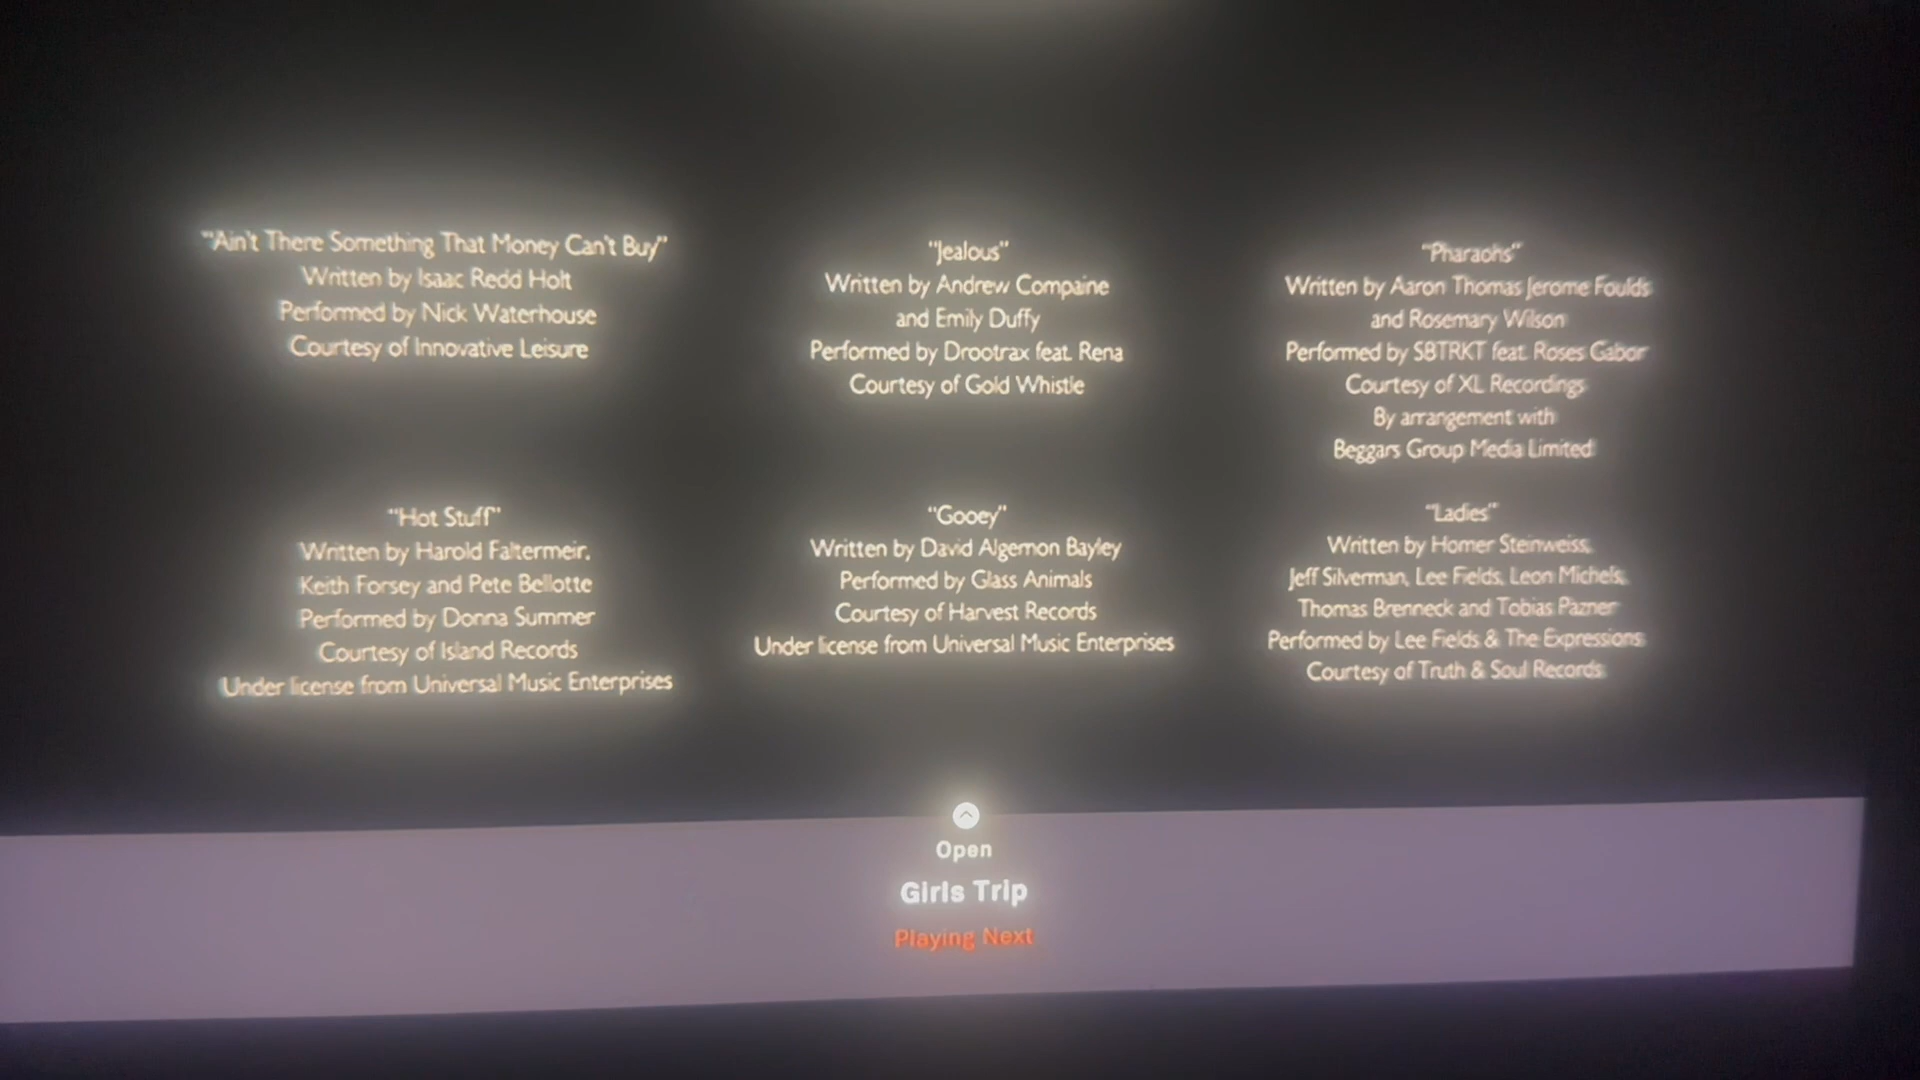 "Ain't There Something That Money Can't Buy"
Written by Isaac Redd Holt
Performed by Nick Waterhouse
Courtesy of Innovative Leisure
"Jealous"
Written by Andrew Compaine
and Emily Duffy
Performed by Drootrax feat. Rena
Courtesy of Gold Whistle
"Pharaohs"
Written by Aaron Thomas Jerome Foulds
and Rosemary Wilson
Performed by SBTRKT feat. Roses Gabor
Courtesy of XL Recordings
By arrangement with
Beggars Group Media Limited
"Hot Stuff"
Written by Harold Faltermeir,
Keith Forsey and Pete Bellotte
Performed by Donna Summer
Courtesy of Island Records
Under license from Universal Music Enterprises
"Gooey"
Written by David Algernon Bayley
Performed by Glass Animals
Courtesy of Harvest Records
Under license from Universal Music Enterprises
"Ladies"
Written by Homer Steinweiss,
Jeff Silverman, Lee Fields, Leon Michels,
Thomas Brenneck and Tobias Pazner
Performed by Lee Fields & The Expressions
Courtesy of Truth & Soul Records
Open
Girls Trip
Playing Next